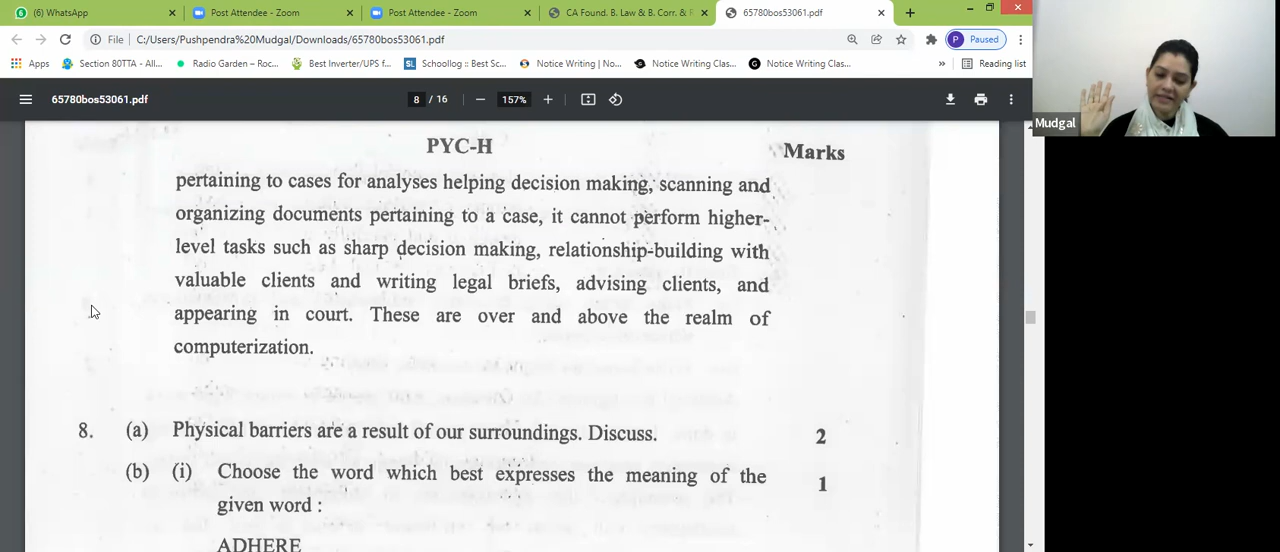 (6) WhatsApp
Post Attendee - Zoom
Post Attendee - Zoom
CA Found. B. Law & B. Corr. & F
65780bos53061.pdf
File C:/Users/Pushpendra%20Mudgal/Downloads/65780bos53061.pdf
P Paused
Apps Section 80TTA - All... Radio Garden – Roc... Best Inverter/UPS f... SL Schoollog :: Best Sc... Notice Writing | No... Notice Writing Clas... Notice Writing Clas... » Reading list
65780bos53061.pdf 8 / 16 157%
Mudgal
PYC-H Marks
pertaining to cases for analyses helping decision making, scanning and
organizing documents pertaining to a case, it cannot perform higher-
level tasks such as sharp decision making, relationship-building with
valuable clients and writing legal briefs, advising clients, and
appearing in court. These are over and above the realm of
computerization.
8. (a) Physical barriers are a result of our surroundings. Discuss. 2
(b) (i) Choose the word which best expresses the meaning of the 1
given word :
ADHERE